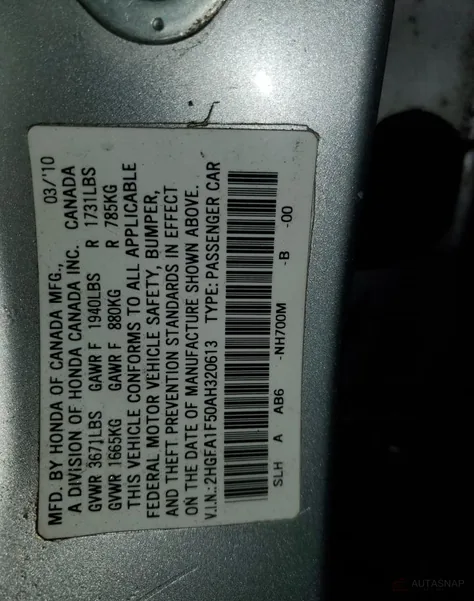 MFD. BY HONDA OF CANADA MFG., 03/'10
A DIVISION OF HONDA CANADA INC. CANADA
GVWR 3671LBS GAWR F 1940LBS R 1731LBS
GVWR 1665KG GAWR F 880KG R 785KG
THIS VEHICLE CONFORMS TO ALL APPLICABLE
FEDERAL MOTOR VEHICLE SAFETY, BUMPER,
AND THEFT PREVENTION STANDARDS IN EFFECT
ON THE DATE OF MANUFACTURE SHOWN ABOVE.
V.I.N.: 2HGFA1F50AH320613 TYPE: PASSENGER CAR
SLH A AB6 -NH700M -B -00
AUTASNAP